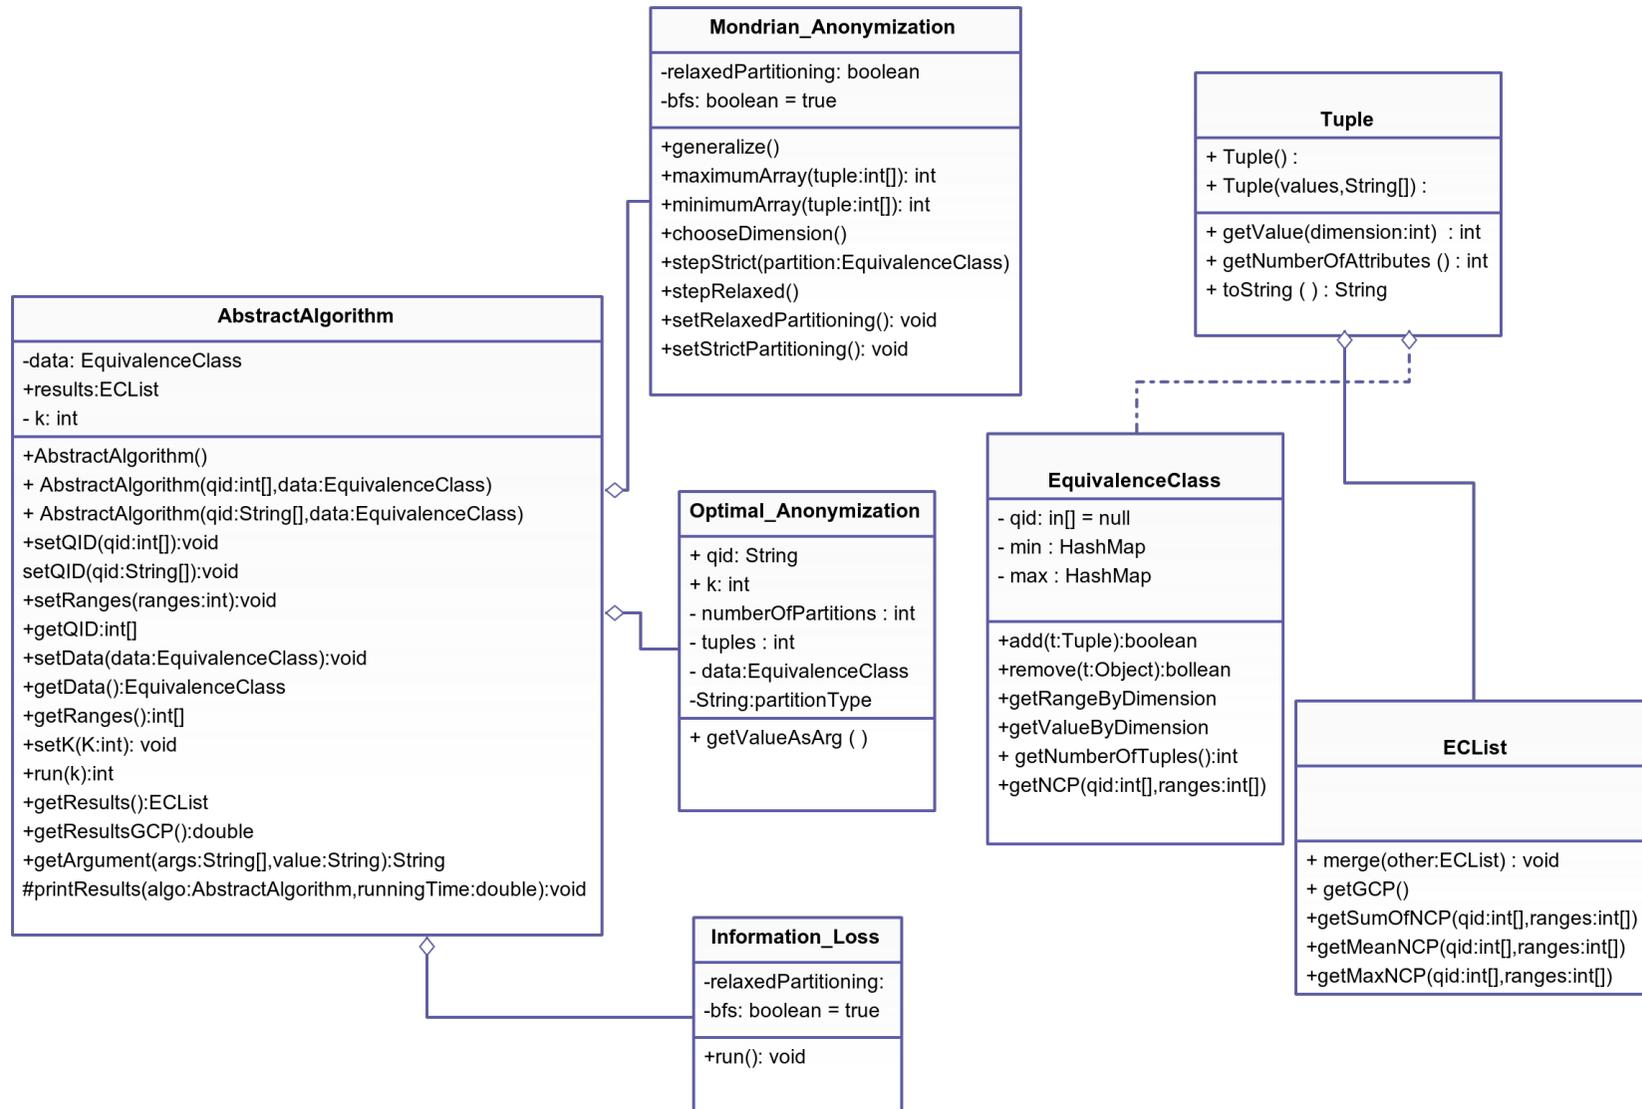 Mondrian_Anonymization
-relaxedPartitioning: boolean
-bfs: boolean = true
+generalize()
+maximumArray(tuple:int[]): int
+minimumArray(tuple:int[]): int
+chooseDimension()
+stepStrict(partition:EquivalenceClass)
+stepRelaxed()
+setRelaxedPartitioning(): void
+setStrictPartitioning(): void
Tuple
+ Tuple() :
+ Tuple(values,String[]) :
+ getValue(dimension:int)  : int
+ getNumberOfAttributes () : int
+ toString ( ) : String
AbstractAlgorithm
-data: EquivalenceClass
+results:ECList
- k: int
+AbstractAlgorithm()
+ AbstractAlgorithm(qid:int[],data:EquivalenceClass)
+ AbstractAlgorithm(qid:String[],data:EquivalenceClass)
+setQID(qid:int[]):void
setQID(qid:String[]):void
+setRanges(ranges:int):void
+getQID:int[]
+setData(data:EquivalenceClass):void
+getData():EquivalenceClass
+getRanges():int[]
+setK(K:int): void
+run(k):int
+getResults():ECList
+getResultsGCP():double
+getArgument(args:String[],value:String):String
#printResults(algo:AbstractAlgorithm,runningTime:double):void
Optimal_Anonymization
+ qid: String
+ k: int
- numberOfPartitions : int
- tuples : int
- data:EquivalenceClass
-String:partitionType
+ getValueAsArg ( )
EquivalenceClass
- qid: in[] = null
- min : HashMap
- max : HashMap
+add(t:Tuple):boolean
+remove(t:Object):bollean
+getRangeByDimension
+getValueByDimension
+ getNumberOfTuples():int
+getNCP(qid:int[],ranges:int[])
ECList
+ merge(other:ECList) : void
+ getGCP()
+getSumOfNCP(qid:int[],ranges:int[])
+getMeanNCP(qid:int[],ranges:int[])
+getMaxNCP(qid:int[],ranges:int[])
Information_Loss
-relaxedPartitioning:
-bfs: boolean = true
+run(): void